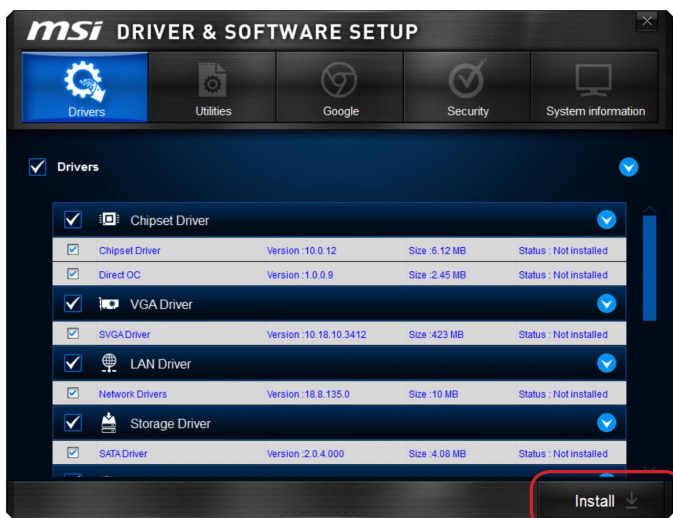 msi DRIVER & SOFTWARE SETUP
Drivers Utilities Google Security System information
Drivers
Chipset Driver
Chipset Driver Version :10.0.12 Size :6.12 MB Status : Not installed
Direct OC Version :1.0.0.9 Size :2.45 MB Status : Not installed
VGA Driver
SVGADriver Version :10.18.10.3412 Size :423 MB Status : Not installed
LAN Driver
Network Drivers Version :18.8.135.0 Size :10 MB Status : Not installed
Storage Driver
SATADriver Version :2.0.4.000 Size :4.08 MB Status : Not installed
Install